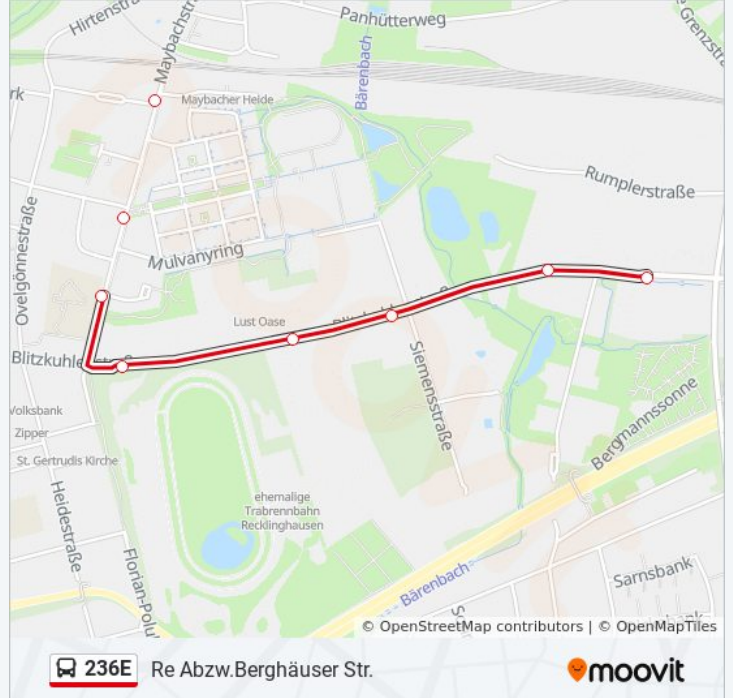 Hirtenstra
Maybachstr
Panhütterweg
e Grenzstra
Bärenbach
rk
Maybacher Heide
Rumplerstraße
Ovelgönnestraße
Mulvanyring
Lust Oase
Blitzkuhle
Siemensstraße
Volksbank
Zipper
St. Gertrudis Kirche
Bergmannssonne
Heidestraße
ehemalige
Trabrennbahn
Recklinghausen
Florian-Polu
Bärenbach
Sarnsbank
© OpenStreetMap contributors | © OpenMapTiles
236E Re Abzw.Berghäuser Str.
moovit